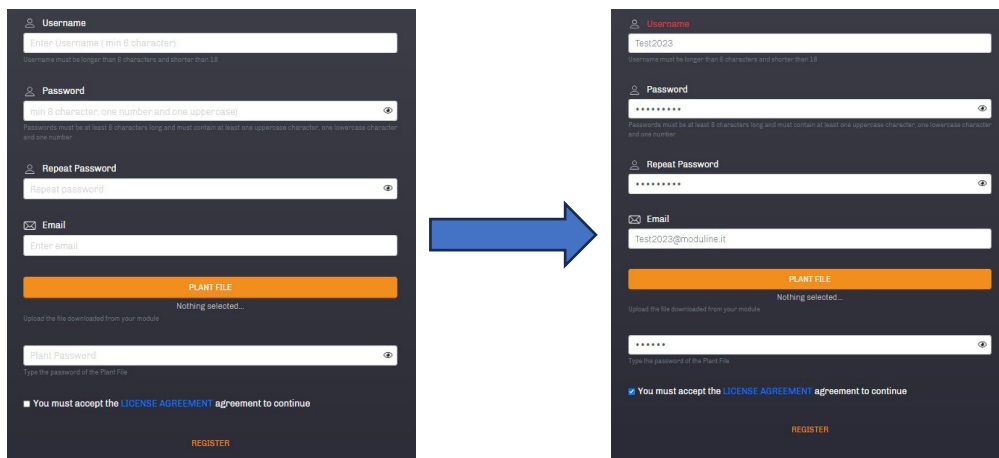 Username
Enter Username ( min 8 character)
Username must be longer than 6 characters and shorter than 18
Password
min 8 character, one number and one uppercase)
Passwords must be at least 8 characters long and must contain at least one uppercase character, one lowercase character
and one number
Repeat Password
Repeat password
Email
Enter email
PLANT FILE
Nothing selected...
Upload the file downloaded from your module
Plant Password
Type the password of the Plant File
You must accept the LICENSE AGREEMENT agreement to continue
REGISTER
Username
Test2023
Username must be longer than 6 characters and shorter than 18
Password
•••••••••
Passwords must be at least 8 characters long and must contain at least one uppercase character, one lowercase character
and one number
Repeat Password
•••••••••
Email
Test2023@moduline.it
PLANT FILE
Nothing selected...
Upload the file downloaded from your module
••••••
Type the password of the Plant File
You must accept the LICENSE AGREEMENT agreement to continue
REGISTER